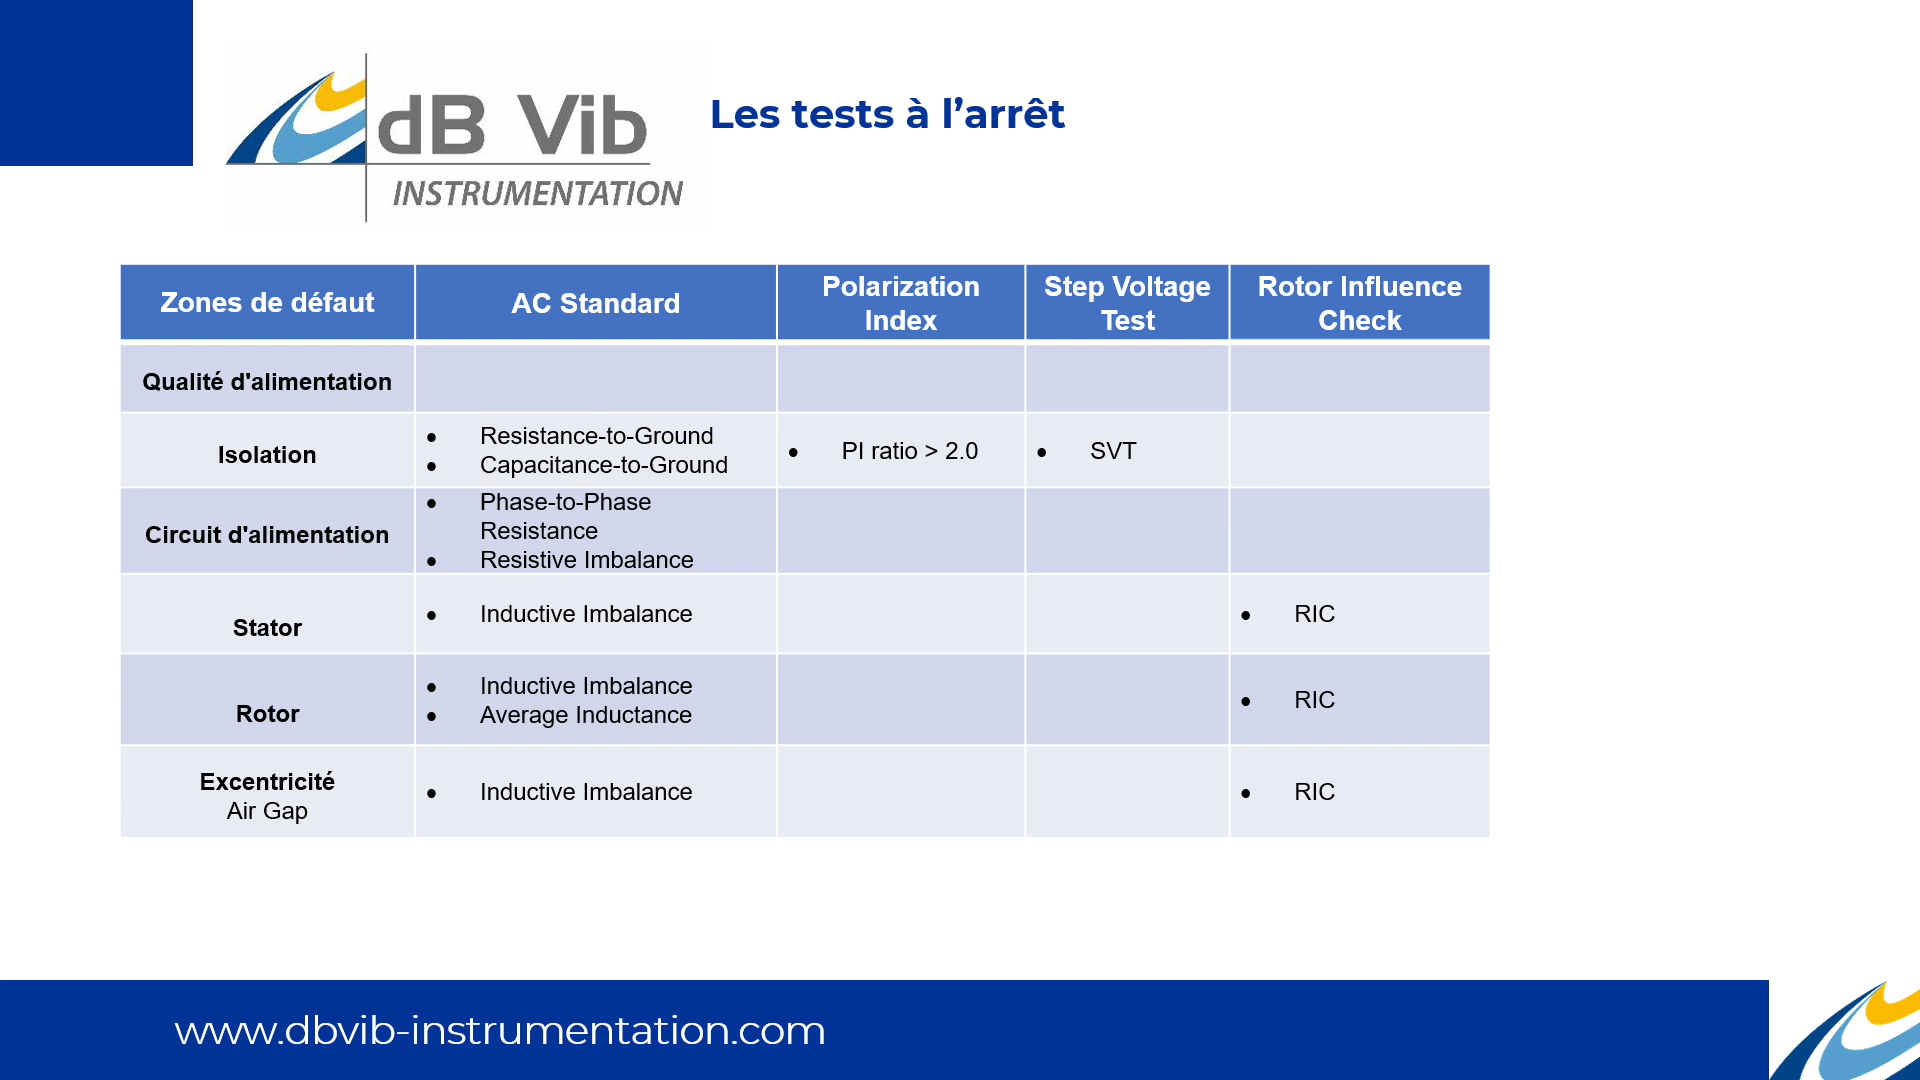 dB Vib
INSTRUMENTATION
Les tests à l’arrêt
Zones de défaut
AC Standard
Polarization
Index
Step Voltage
Test
Rotor Influence
Check
Qualité d'alimentation
Isolation
• Resistance-to-Ground
• Capacitance-to-Ground
• PI ratio > 2.0
• SVT
Circuit d'alimentation
• Phase-to-Phase
Resistance
• Resistive Imbalance
Stator
• Inductive Imbalance
• RIC
Rotor
• Inductive Imbalance
• Average Inductance
• RIC
Excentricité
Air Gap
• Inductive Imbalance
• RIC
www.dbvib-instrumentation.com